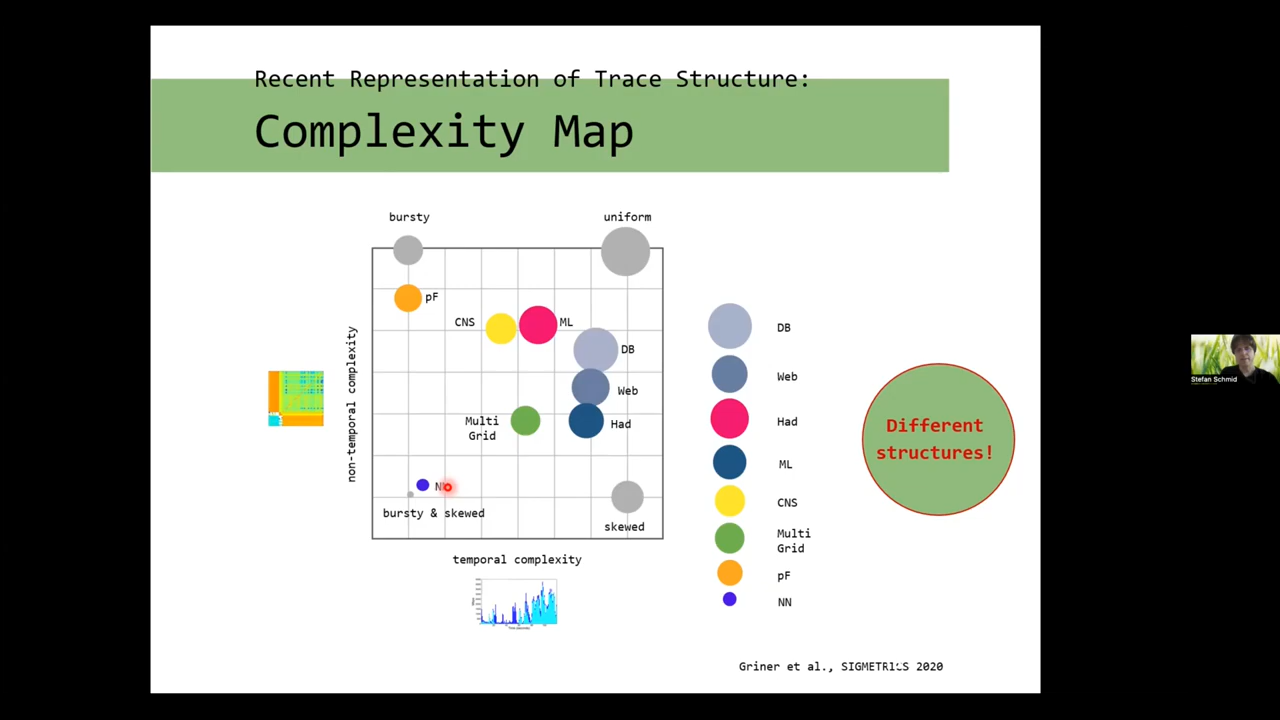 Recent Representation of Trace Structure:
Complexity Map
bursty
uniform
pF
CNS
ML
DB
Web
Multi
Grid
Had
non-temporal complexity
bursty & skewed
skewed
temporal complexity
DB
Web
Had
ML
CNS
Multi
Grid
pF
NN
Different
structures!
Stefan Schmid
Griner et al., SIGMETRICS 2020